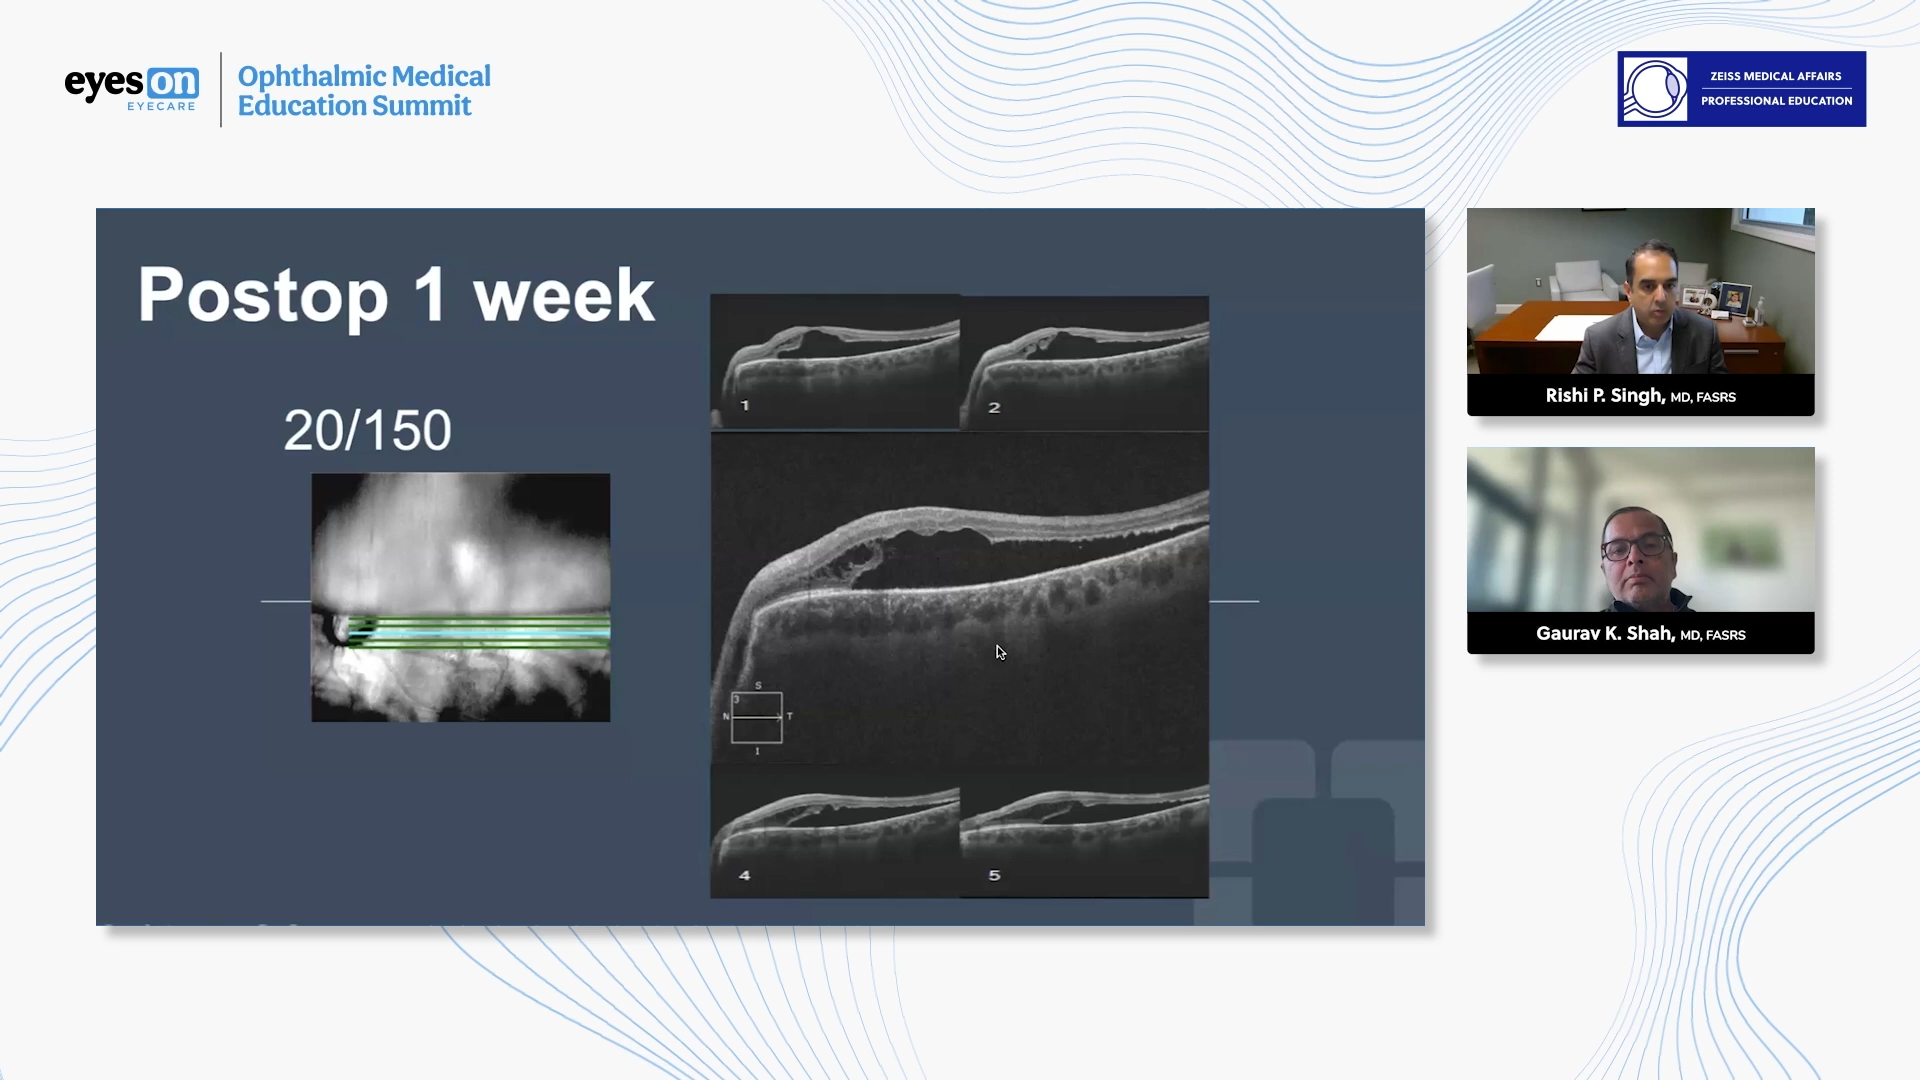 eyes on
EYECARE
Ophthalmic Medical
Education Summit
ZEISS MEDICAL AFFAIRS
PROFESSIONAL EDUCATION
Postop 1 week
20/150
1
2
S
3
N
T
I
4
5
Rishi P. Singh, MD, FASRS
Gaurav K. Shah, MD, FASRS